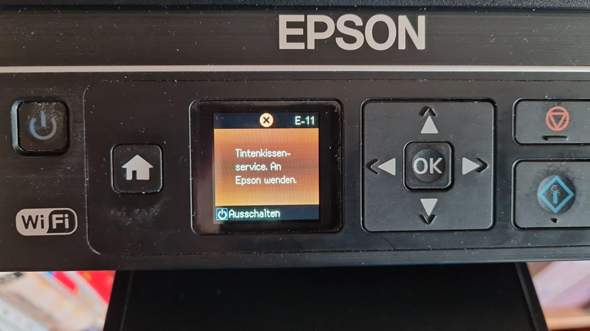 EPSON
E-11
Tintenkissen-
service. An
Epson wenden.
Ausschalten
OK
WiFi